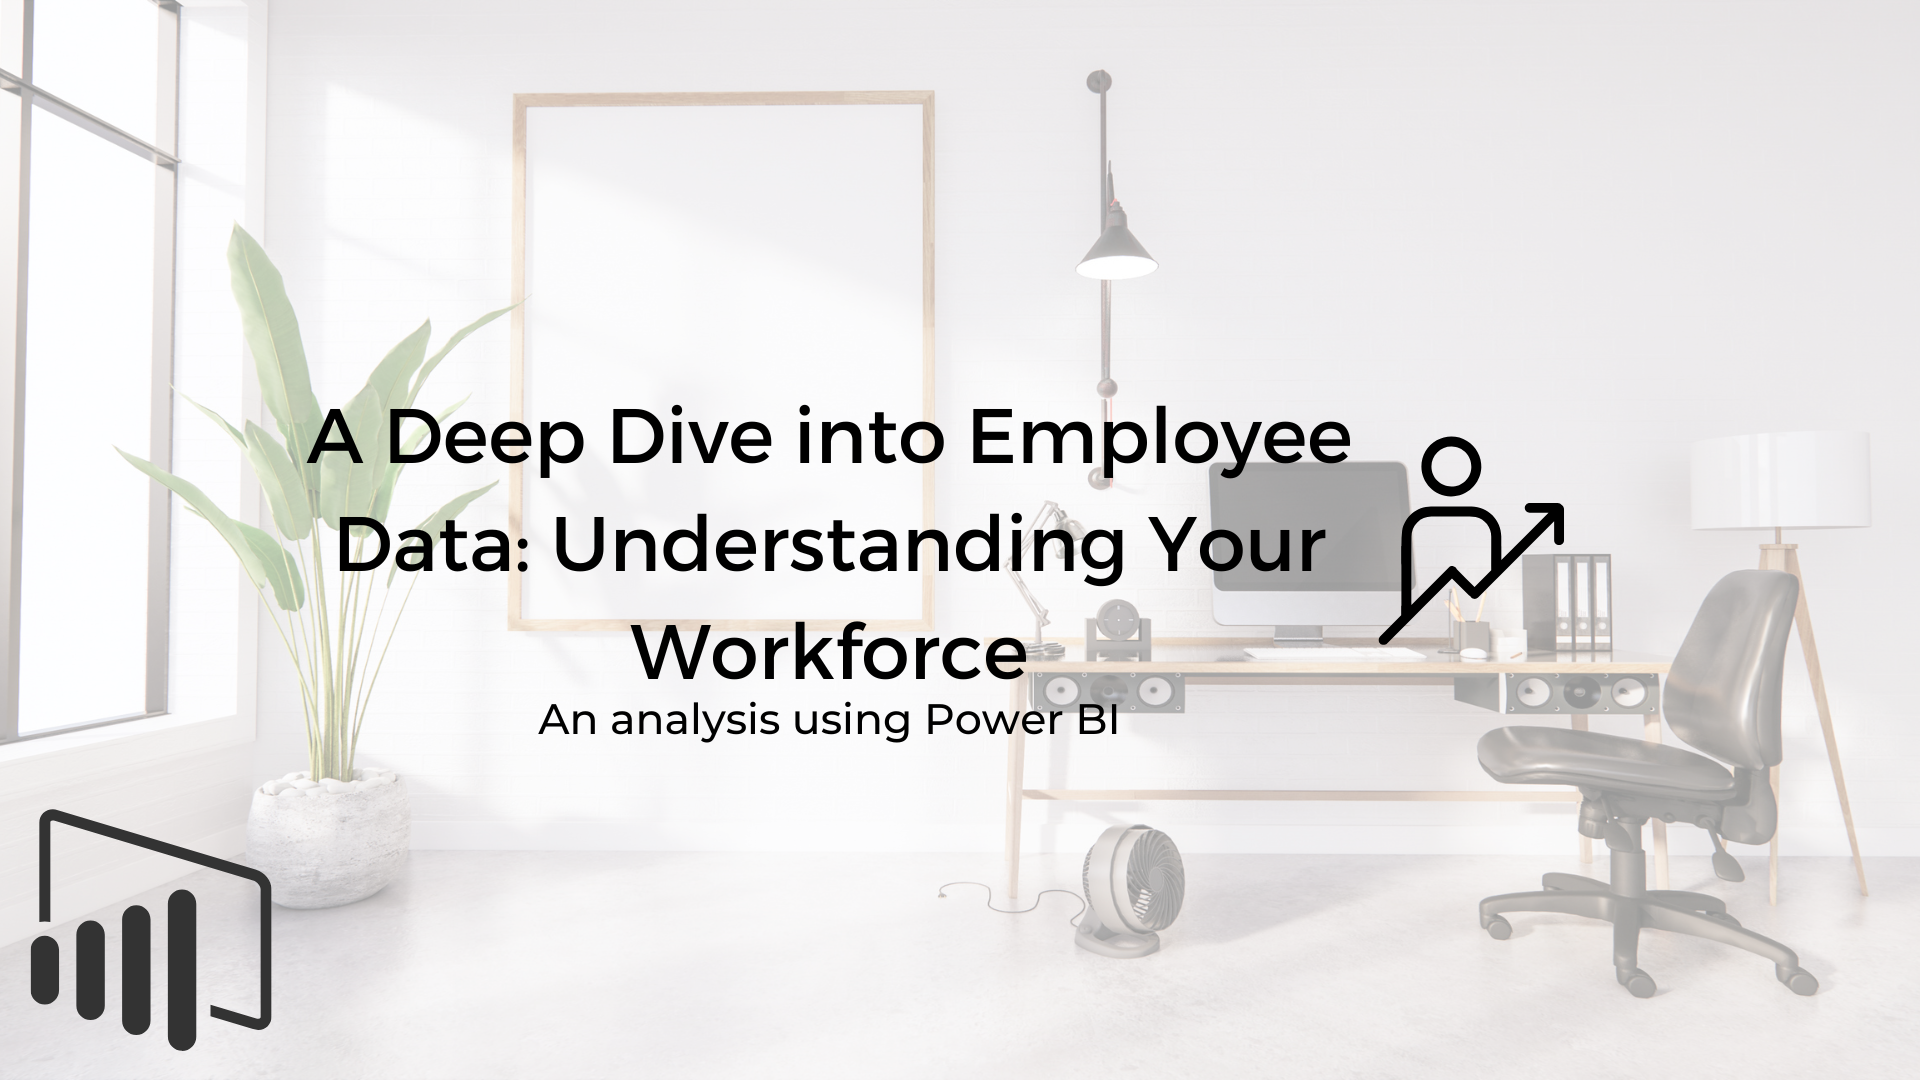 A Deep Dive into Employee
Data: Understanding Your
Workforce
An analysis using Power BI